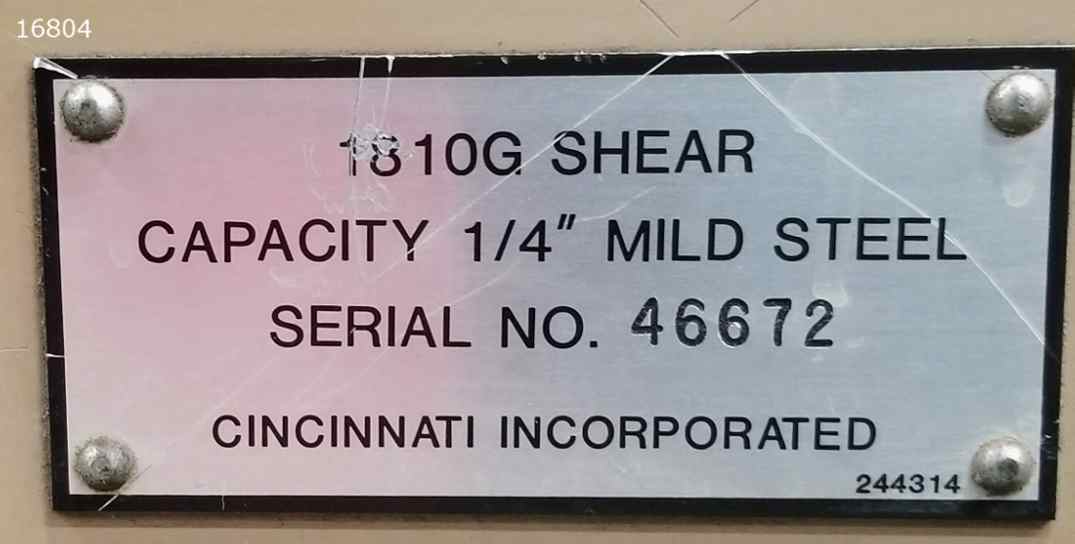 16804
1810G SHEAR
CAPACITY 1/4" MILD STEEL
SERIAL NO. 46672
CINCINNATI INCORPORATED
244314